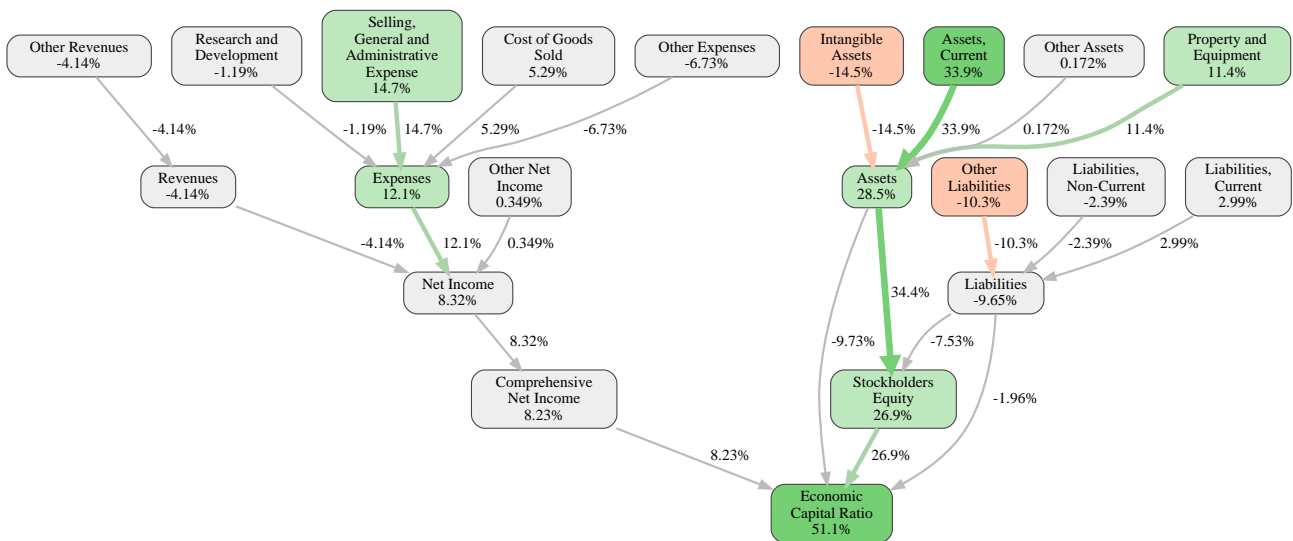 Other Revenues
-4.14%
Research and
Development
-1.19%
Selling,
General and
Administrative
Expense
14.7%
Cost of Goods
Sold
5.29%
Other Expenses
-6.73%
Intangible
Assets
-14.5%
Assets,
Current
33.9%
Other Assets
0.172%
Property and
Equipment
11.4%
-4.14%
-1.19%
14.7%
5.29%
-6.73%
-14.5%
33.9%
0.172%
11.4%
Revenues
-4.14%
Expenses
12.1%
Other Net
Income
0.349%
Assets
28.5%
Other
Liabilities
-10.3%
Liabilities,
Non-Current
-2.39%
Liabilities,
Current
2.99%
-4.14%
12.1%
0.349%
-10.3%
-2.39%
2.99%
Net Income
8.32%
34.4%
Liabilities
-9.65%
8.32%
-9.73%
-7.53%
Comprehensive
Net Income
8.23%
Stockholders
Equity
26.9%
-1.96%
8.23%
26.9%
Economic
Capital Ratio
51.1%